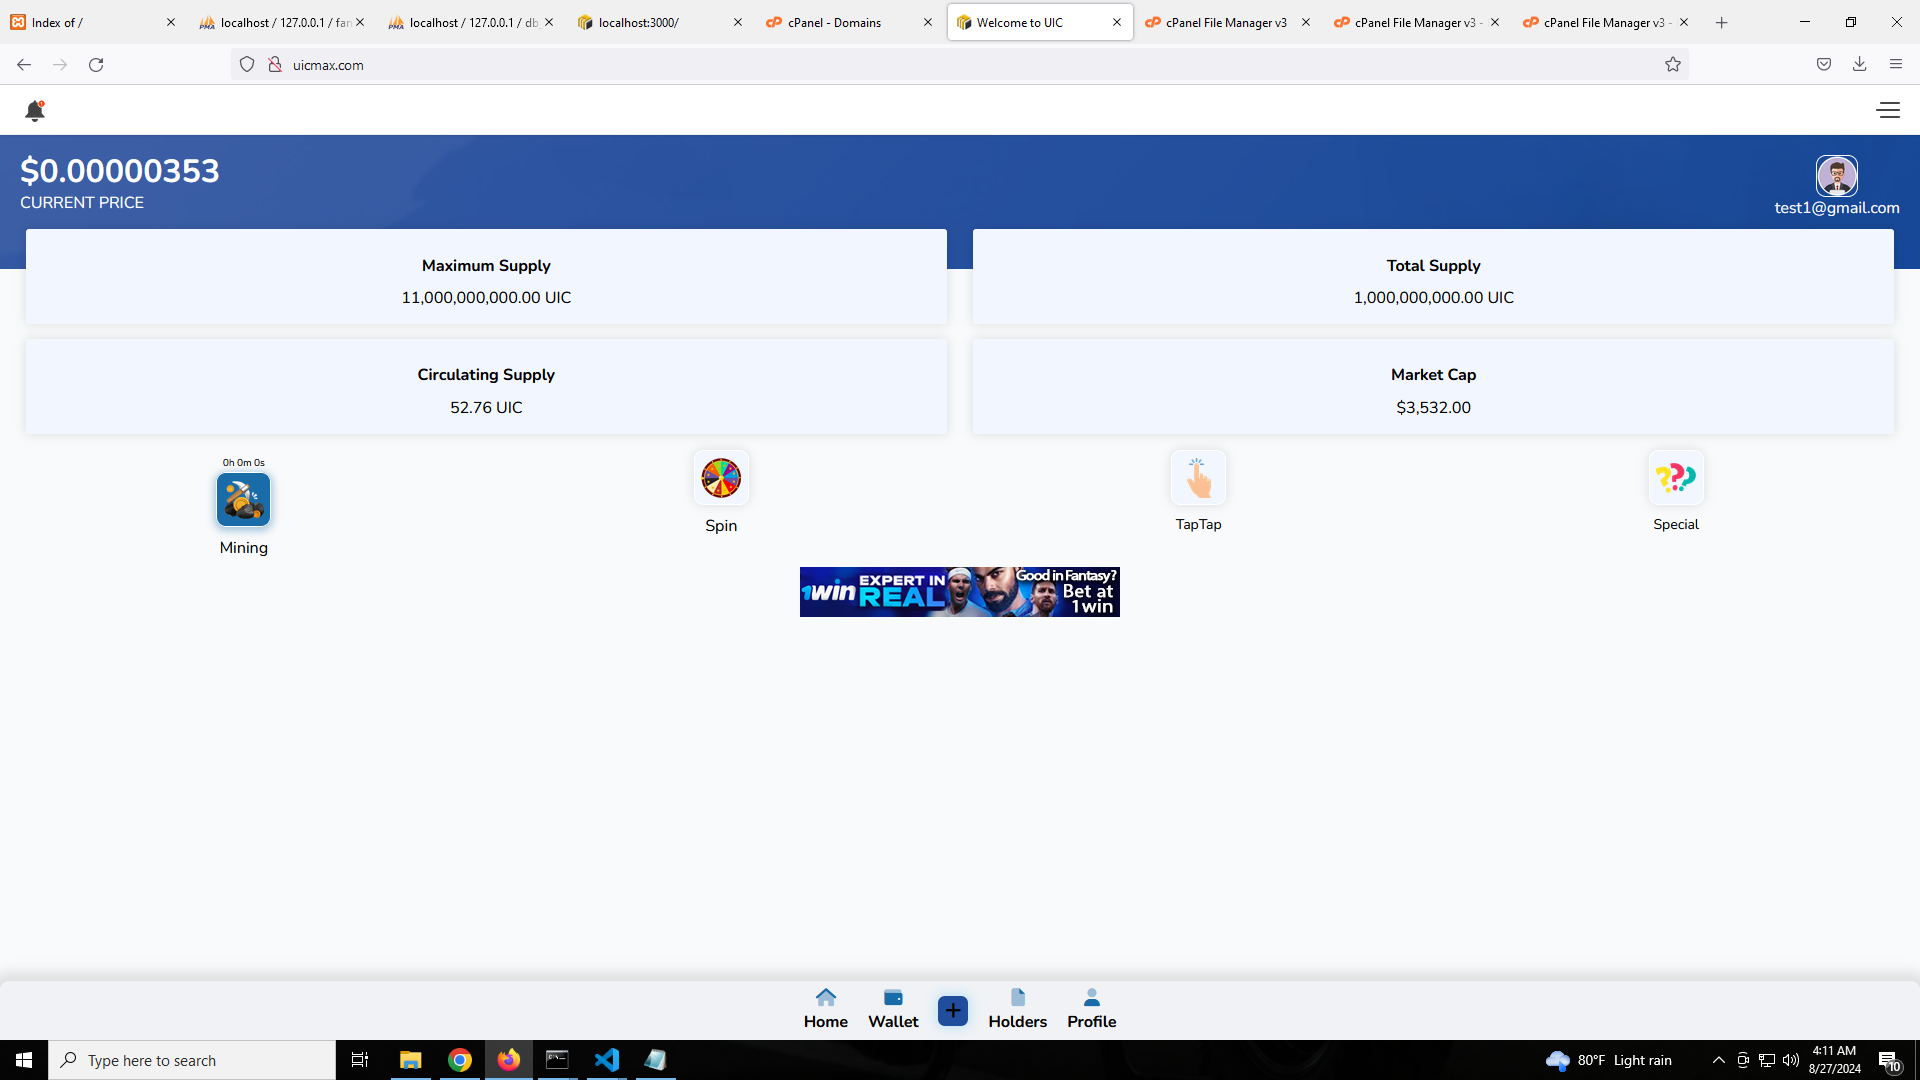 Index of /
localhost / 127.0.0.1 / fan
localhost / 127.0.0.1 / db_
localhost:3000/
cPanel - Domains
Welcome to UIC
cPanel File Manager v3
cPanel File Manager v3 -
cPanel File Manager v3 -
uicmax.com
$0.00000353
CURRENT PRICE
test1@gmail.com
Maximum Supply
11,000,000,000.00 UIC
Total Supply
1,000,000,000.00 UIC
Circulating Supply
52.76 UIC
Market Cap
$3,532.00
0h 0m 0s
Mining
Spin
TapTap
Special
1win EXPERT IN REAL
Good in Fantasy?
Bet at
1win
Home
Wallet
Holders
Profile
Type here to search
80°F Light rain
4:11 AM
8/27/2024
10